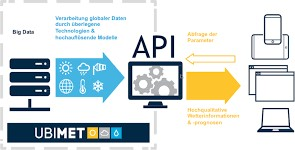 Big Data
Verarbeitung globaler Daten
durch überlegene
Technologien &
hochauflösende Modelle
API
Abfrage der
Parameter
Hochqualitative
Wetterinformationen
& -prognosen
UBIMET